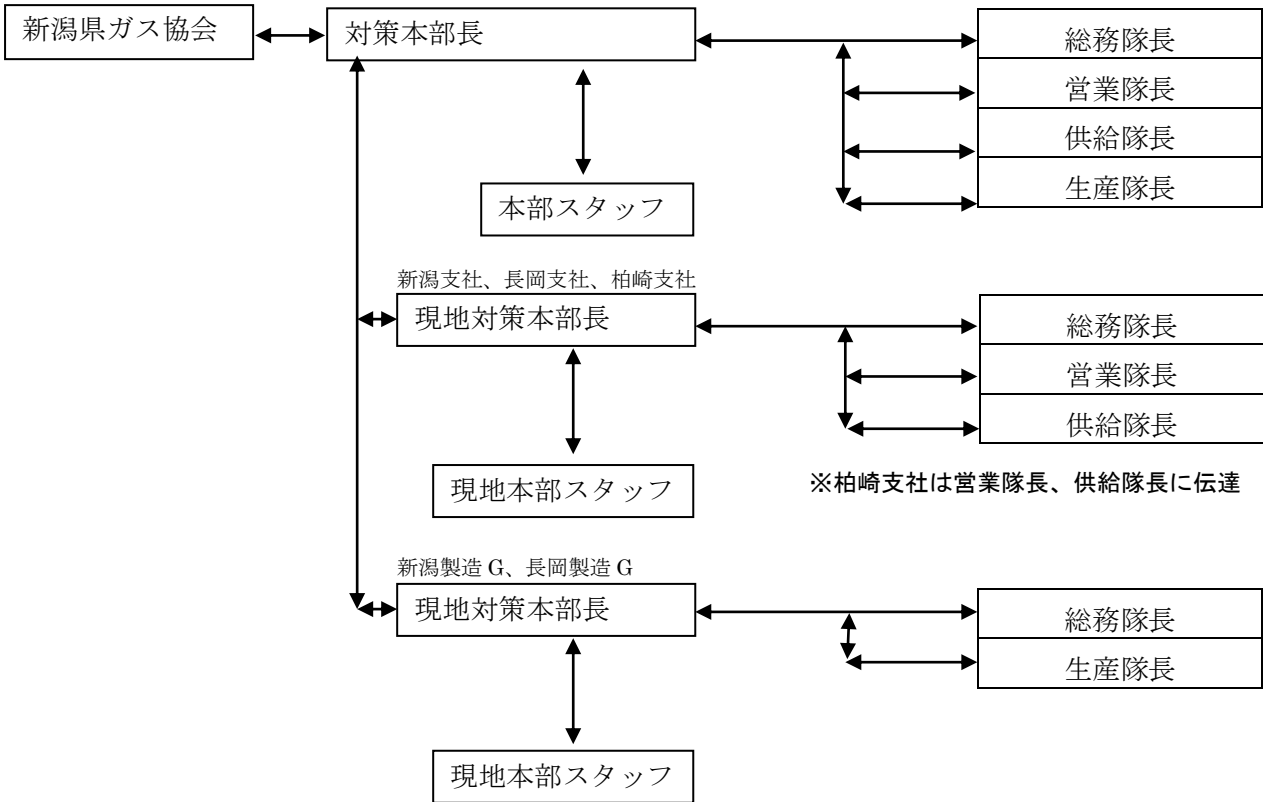 新潟県ガス協会
対策本部長
総務隊長
営業隊長
供給隊長
生産隊長
本部スタッフ
新潟支社、長岡支社、柏崎支社
現地対策本部長
総務隊長
営業隊長
供給隊長
現地本部スタッフ
※柏崎支社は営業隊長、供給隊長に伝達
新潟製造 G、長岡製造 G
現地対策本部長
総務隊長
生産隊長
現地本部スタッフ